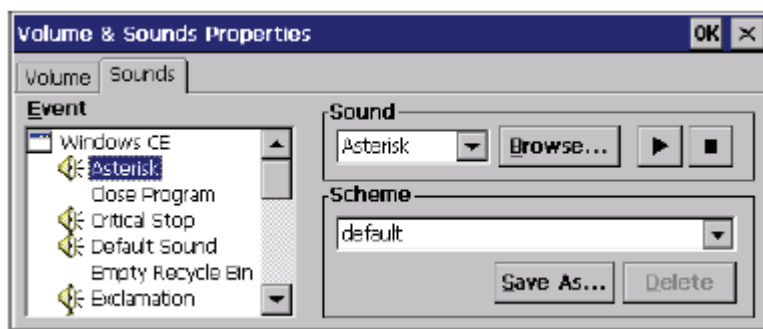 Volume & Sounds Properties
OK
Volume
Sounds
Event
Windows CE
Asterisk
Close Program
Critical Stop
Default Sound
Empty Recycle Bin
Exclamation
Sound
Asterisk
Browse...
Scheme
default
Save As...
Delete